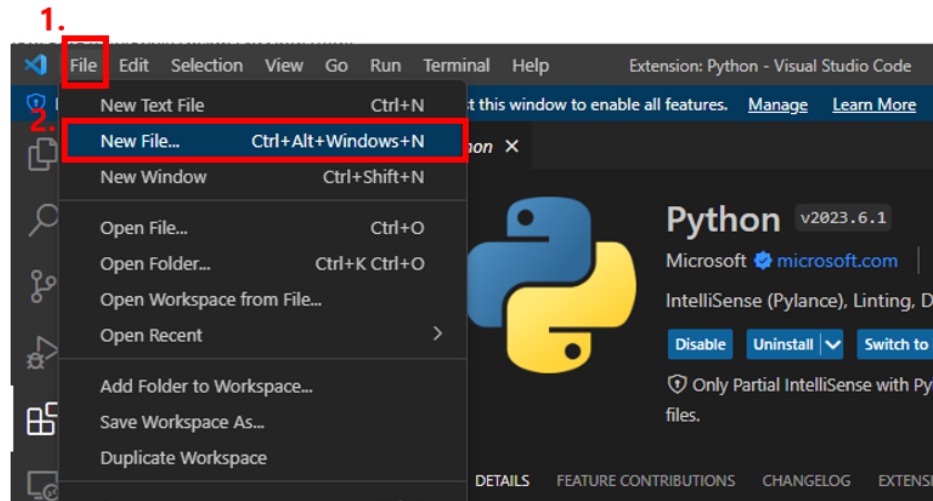 1.
File Edit Selection View Go Run Terminal Help Extension: Python - Visual Studio Code
New Text File Ctrl+N
t this window to enable all features. Manage Learn More
2.
New File... Ctrl+Alt+Windows+N
hon ×
New Window Ctrl+Shift+N
Open File... Ctrl+O
Open Folder... Ctrl+K Ctrl+O
Open Workspace from File...
Open Recent
Add Folder to Workspace...
Save Workspace As...
Duplicate Workspace
Python v2023.6.1
Microsoft microsoft.com
IntelliSense (Pylance), Linting, D
Disable Uninstall Switch to
Only Partial IntelliSense with Py
files.
DETAILS FEATURE CONTRIBUTIONS CHANGELOG EXTENSI